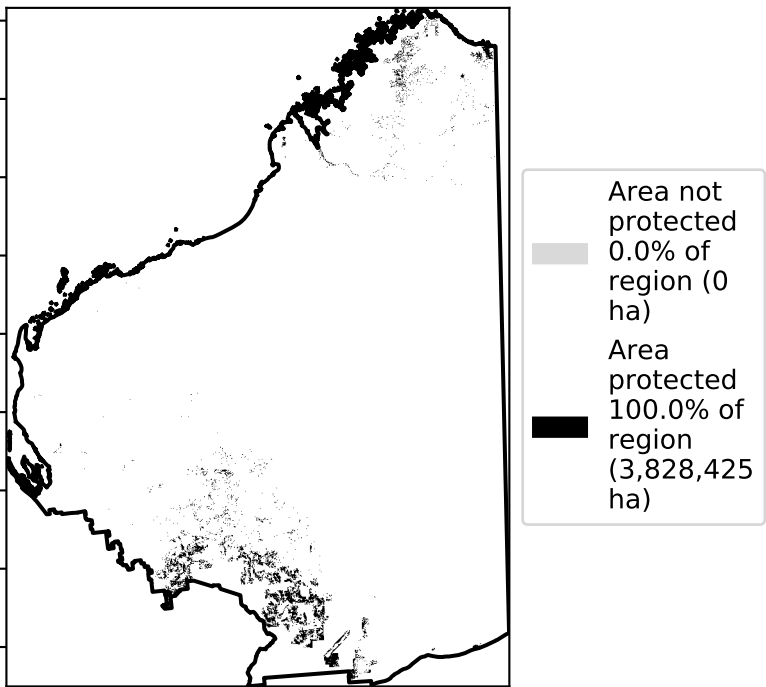 Area not
protected
0.0% of
region (0
ha)
Area
protected
100.0% of
region
(3,828,425
ha)